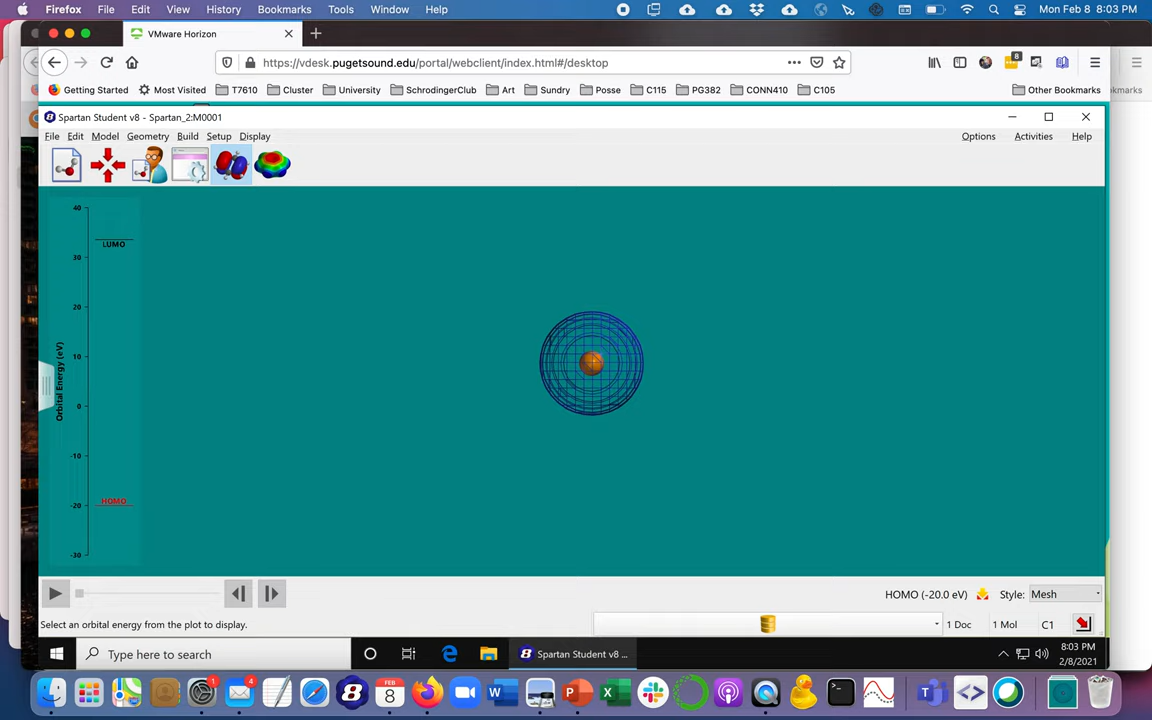 Firefox File Edit View History Bookmarks Tools Window Help Mon Feb 8 8:03 PM
VMware Horizon
https://vdesk.pugetsound.edu/portal/webclient/index.html#/desktop
8
Getting Started Most Visited T7610 Cluster University SchrodingerClub Art Sundry Posse C115 PG382 CONN410 C105 Other Bookmarks
kmarks
Spartan Student v8 - Spartan_2:M0001
File Edit Model Geometry Build Setup Display Options Activities Help
40
LUMO
30
20
10
0
-10
HOMO
-20
-30
Orbital Energy (eV)
HOMO (-20.0 eV) Style: Mesh
Select an orbital energy from the plot to display. 1 Doc 1 Mol C1
Type here to search Spartan Student v8 ... 8:03 PM
2/8/2021
1 4 FEB 8